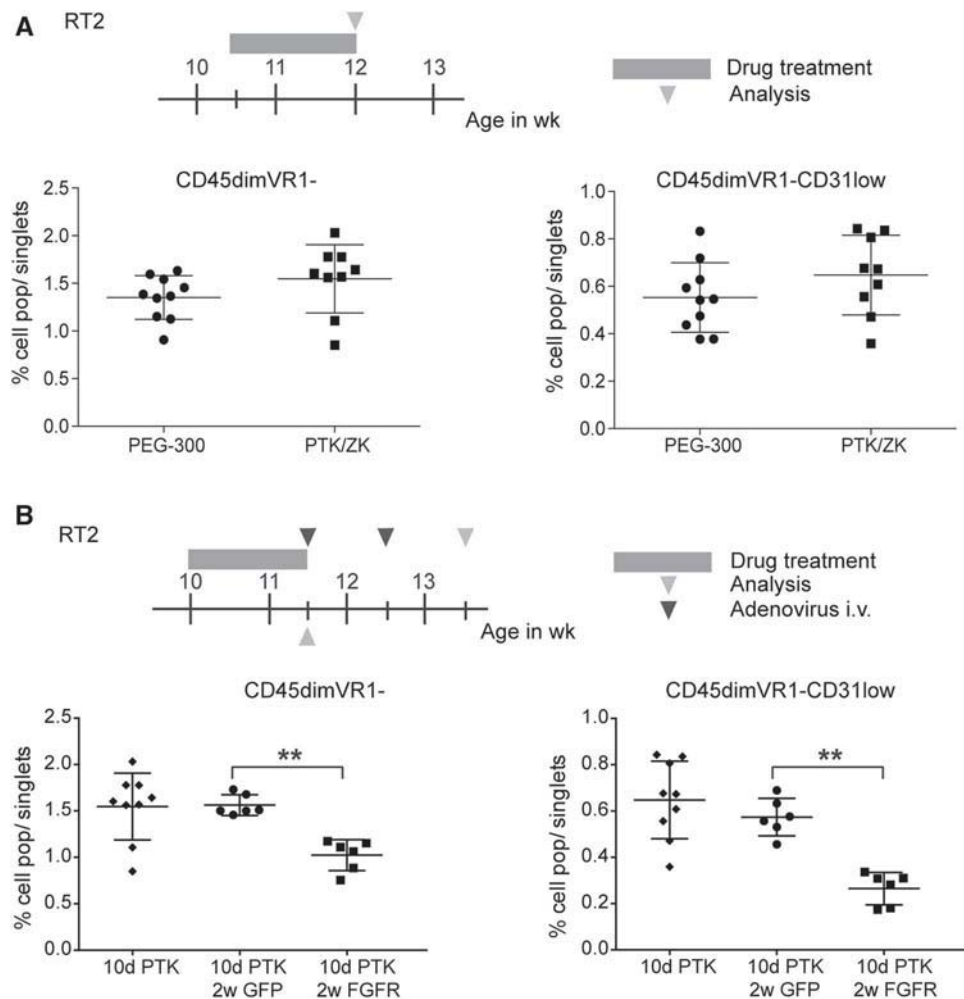 A
RT2
10 11 12 13
Age in wk
Drug treatment
Analysis
CD45dimVR1-
% cell pop/ singlets
2.5
2.0
1.5
1.0
0.5
0.0
PEG-300 PTK/ZK
CD45dimVR1-CD31low
% cell pop/ singlets
1.0
0.8
0.6
0.4
0.2
0.0
PEG-300 PTK/ZK
B
RT2
10 11 12 13
Age in wk
Drug treatment
Analysis
Adenovirus i.v.
CD45dimVR1-
% cell pop/ singlets
2.5
2.0
1.5
1.0
0.5
0.0
**
10d PTK 10d PTK 10d PTK
2w GFP 2w FGFR
CD45dimVR1-CD31low
% cell pop/ singlets
1.0
0.8
0.6
0.4
0.2
0.0
**
10d PTK 10d PTK 10d PTK
2w GFP 2w FGFR